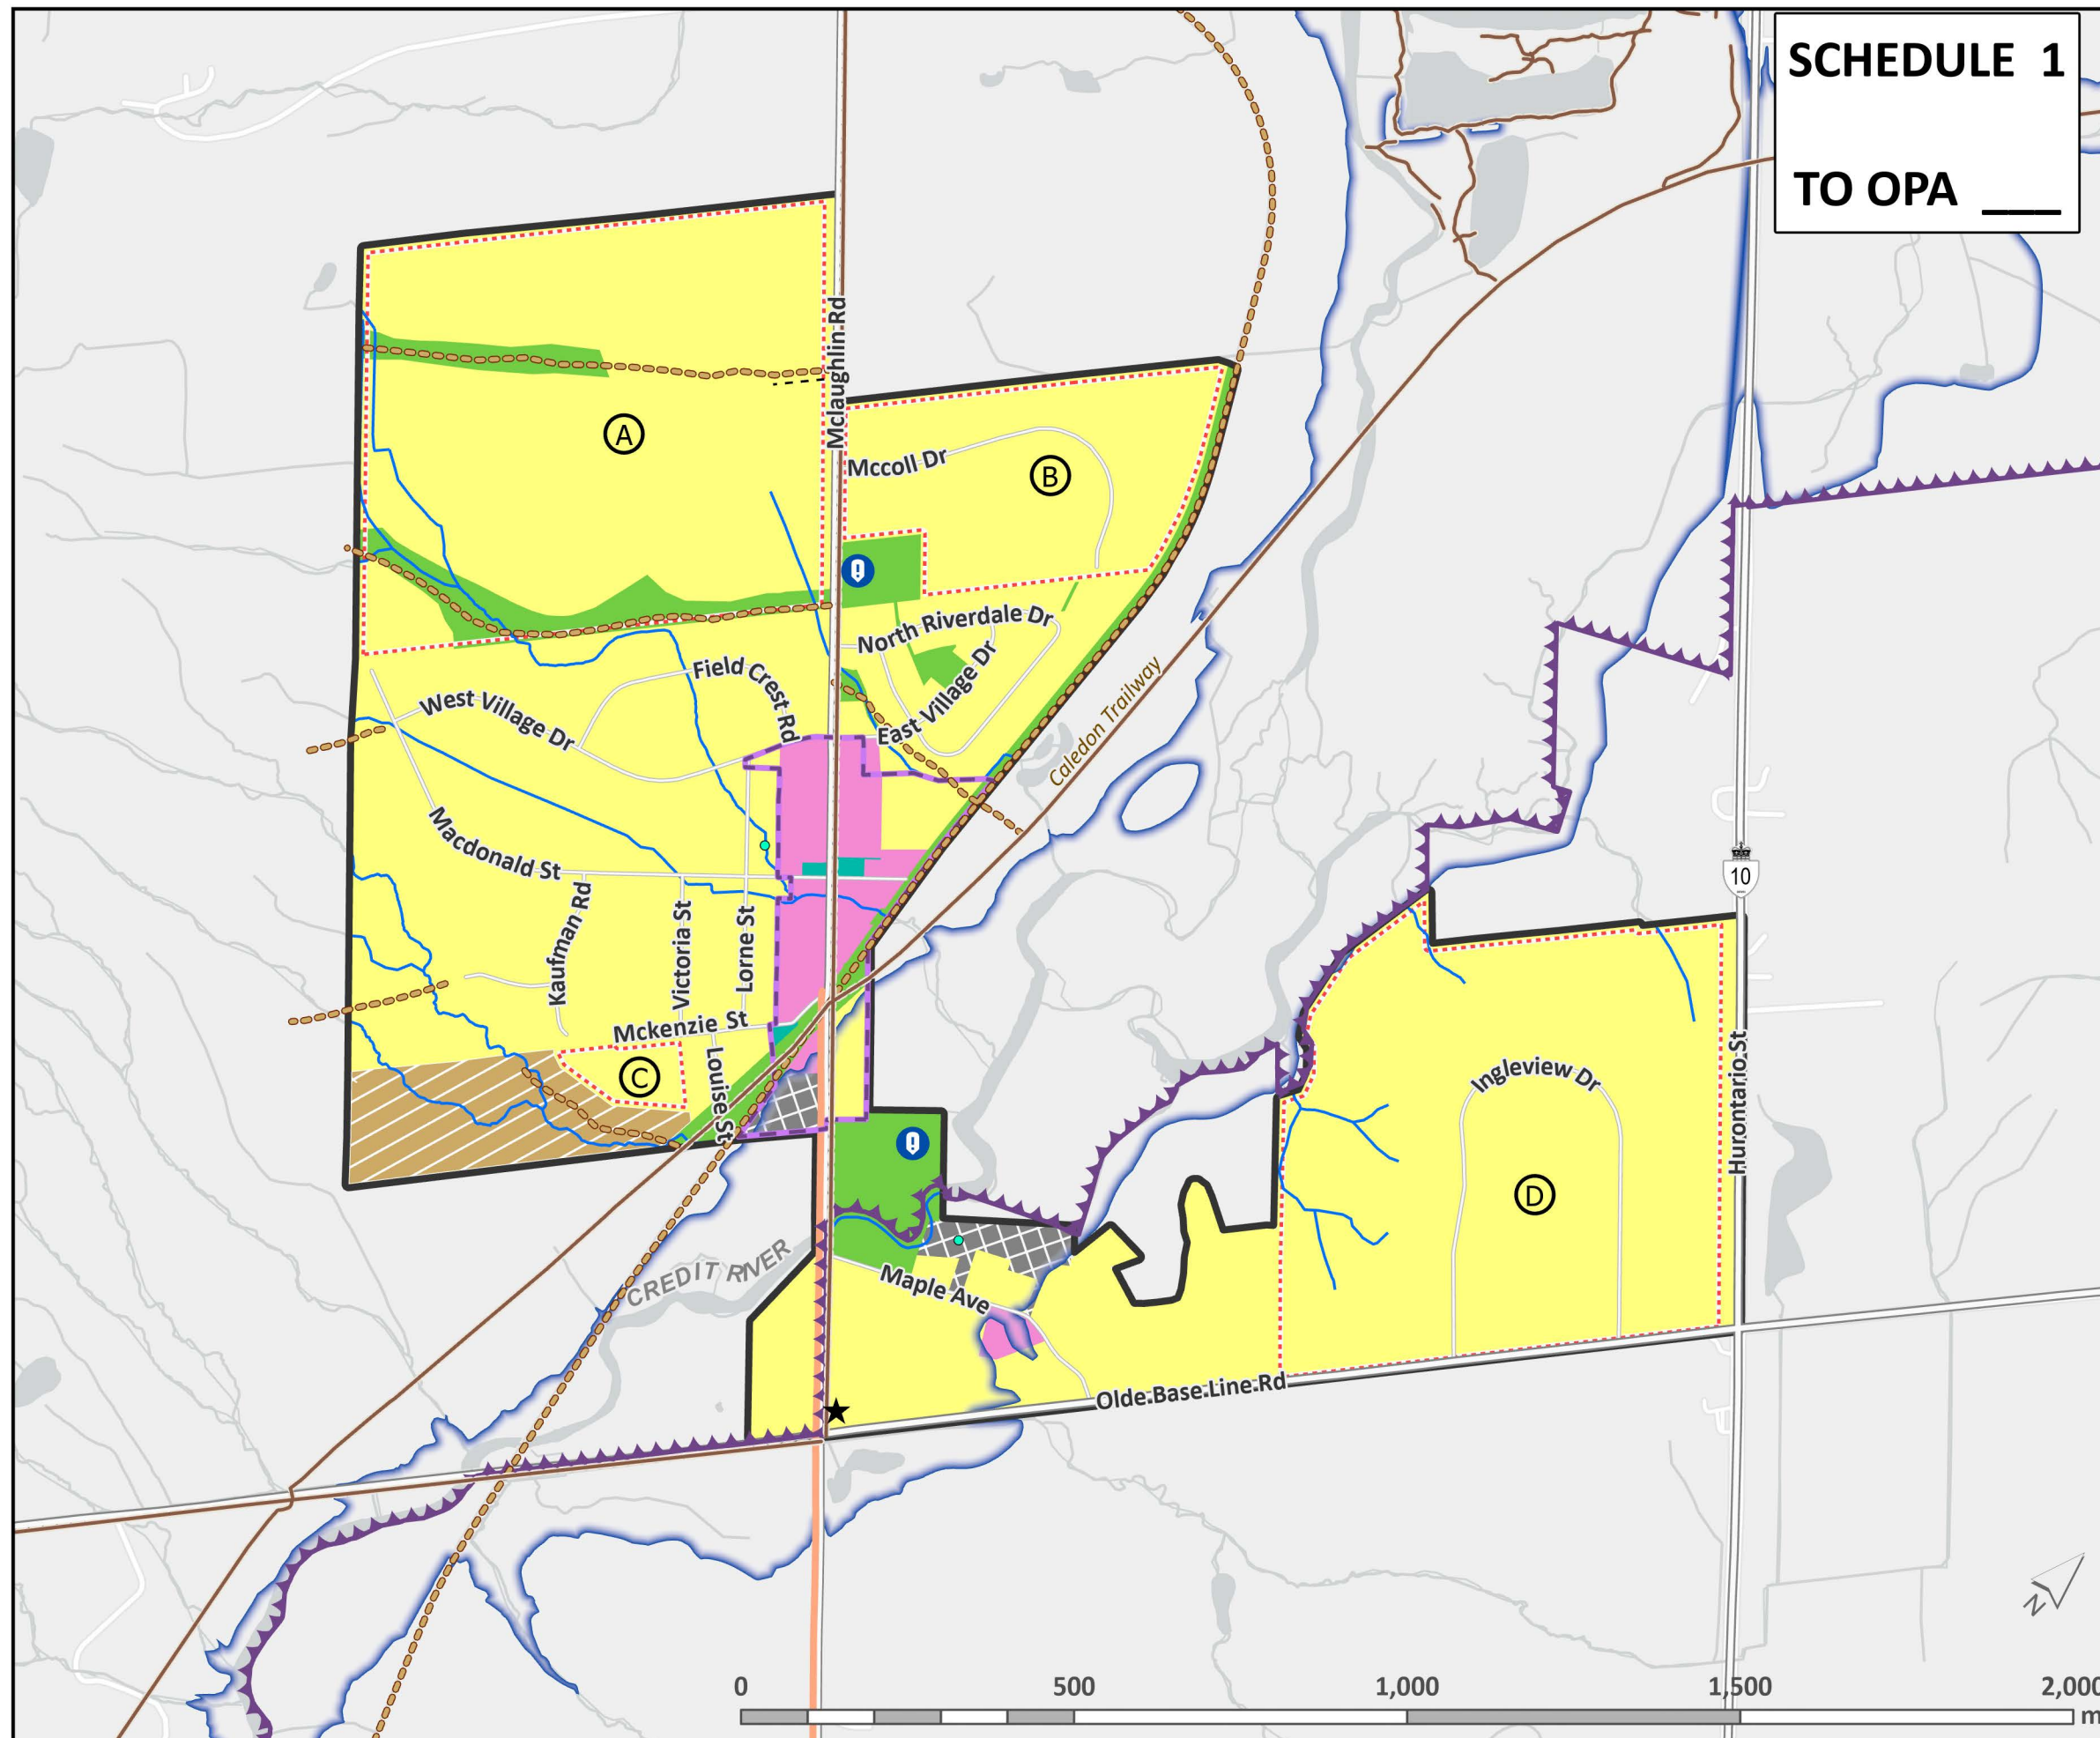 SCHEDULE 1
TO OPA ___
Mclaughlin Rd
A
Mccoll Dr
B
North Riverdale Dr
Field Crest Rd
East Village Dr
West Village Dr
Caledon Trailway
Macdonald St
10
Kaufman Rd
Victoria St
Lorne St
Mckenzie St
C
Louise St
Ingleview Dr
Hurontario St
D
CREDIT RIVER
Maple Ave
Olde Base Line Rd
N
0 500 1,000 1,500 2,000
m